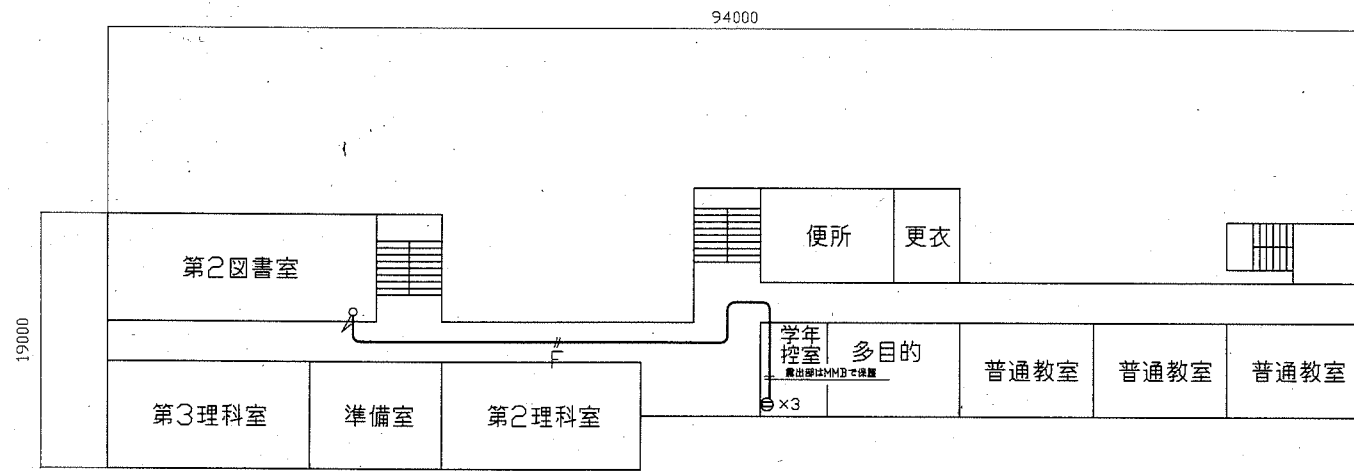 94000
19000
第2図書室
便所
更衣
学年
控室
多目的
露出部はMMBで保護
普通教室
普通教室
普通教室
×3
F
第3理科室
準備室
第2理科室